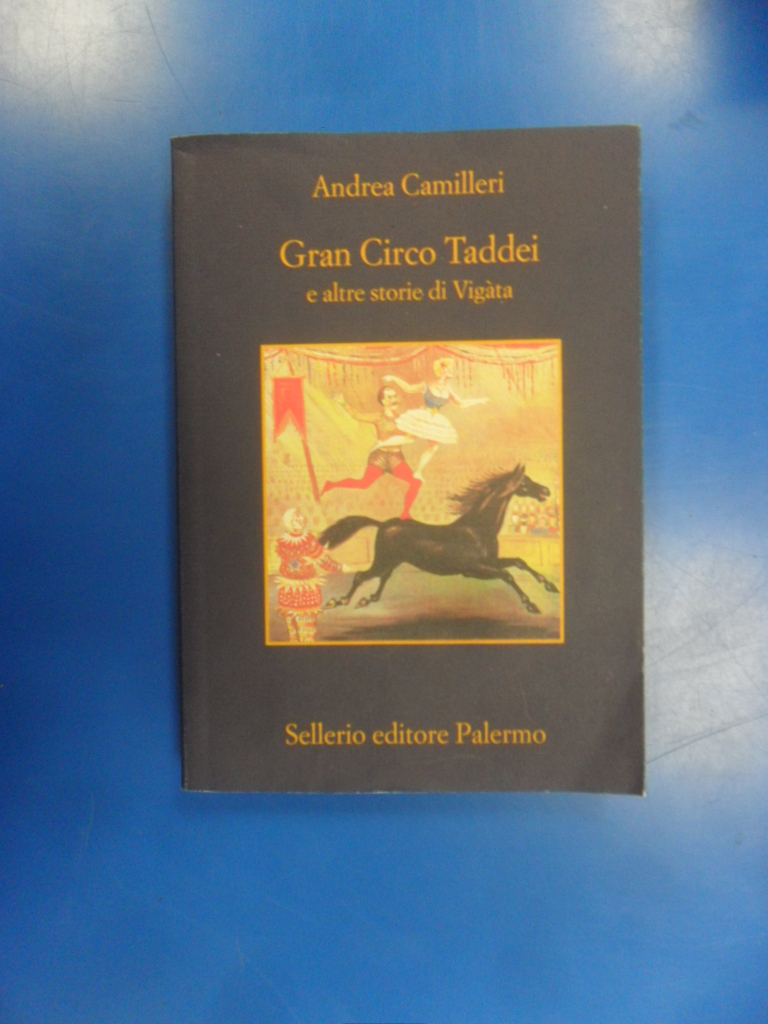 Andrea Camilleri
Gran Circo Taddei
e altre storie di Vigàta
Sellerio editore Palermo